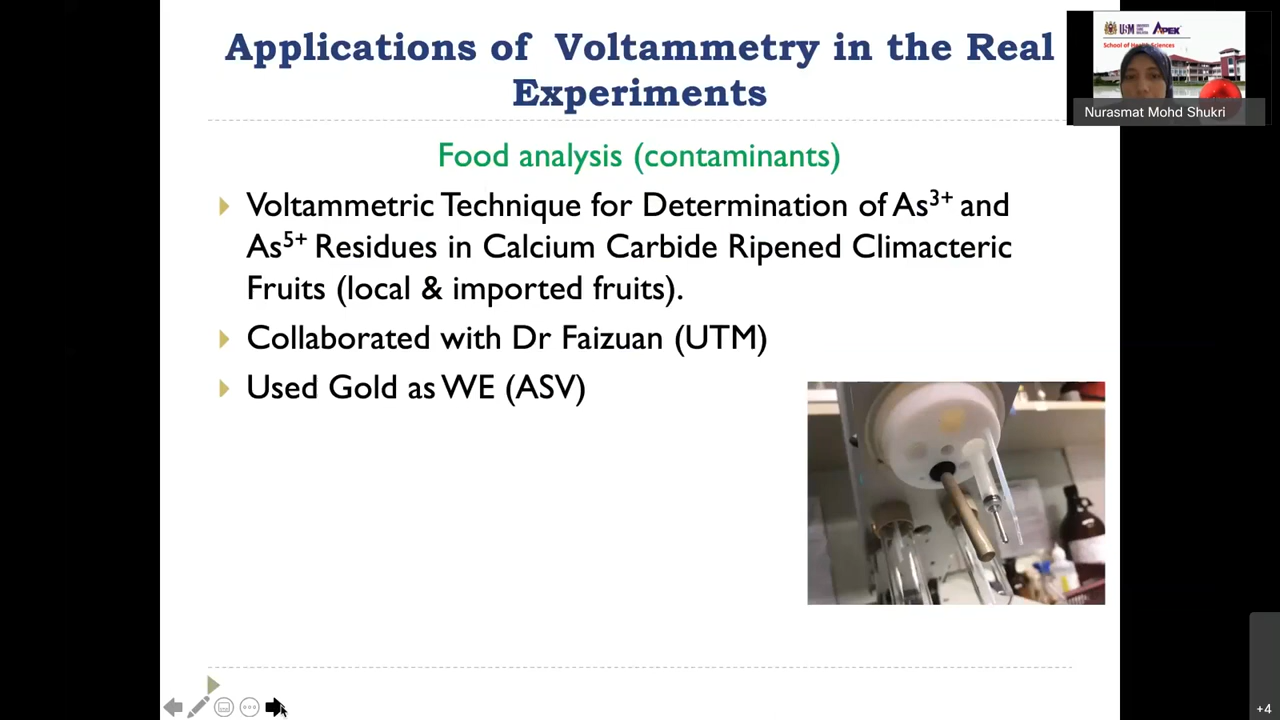 Applications of Voltammetry in the Real
Experiments
Food analysis (contaminants)
Voltammetric Technique for Determination of As³⁺ and
As⁵⁺ Residues in Calcium Carbide Ripened Climacteric
Fruits (local & imported fruits).
Collaborated with Dr Faizuan (UTM)
Used Gold as WE (ASV)
USM APEX
School of Health Sciences
Nurasmat Mohd Shukri
+4